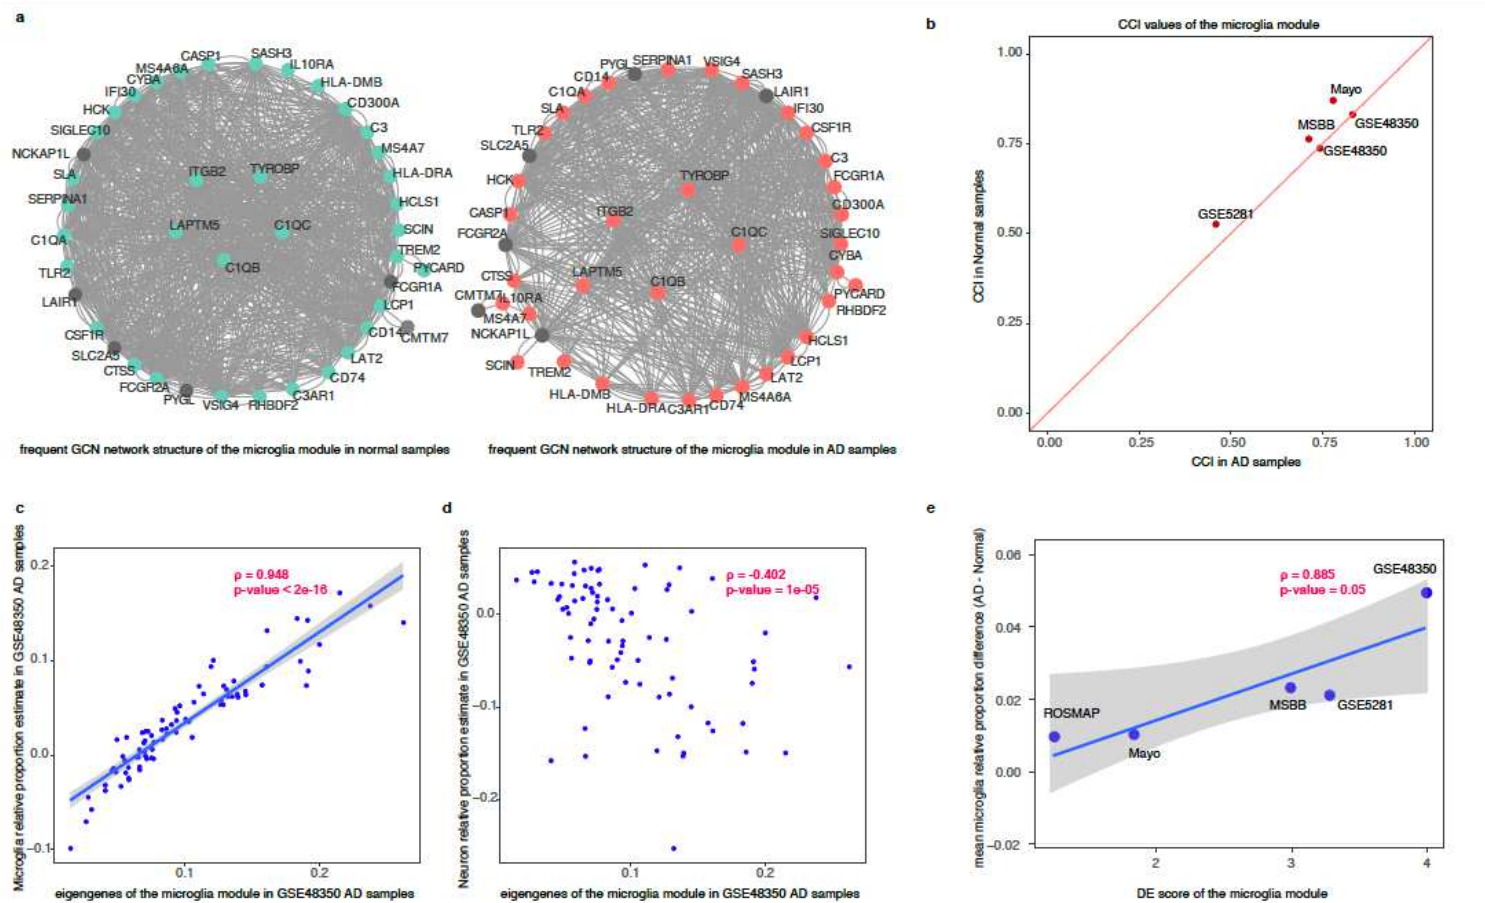 a
SASH3
CASP1
IL10RA
MS4A6A
CYBA
HLA-DMB
IFI30
CD300A
HCK
C3
SIGLEC10
MS4A7
NCKAP1L
ITGB2
TYROBP
SLA
HLA-DRA
SERPINA1
HCLS1
LAPTM5
C1QC
SCIN
C1QA
TREM2
C1QB
PYCARD
TLR2
FCGR1A
LAIR1
LCP1
CD14
CMTM7
CSF1R
SLC2A5
LAT2
CTSS
CD74
FCGR2A
C3AR1
PYGL
VSIG4
RHBDF2
frequent GCN network structure of the microglia module in normal samples
SERPINA1
VSIG4
PYGL
CD14
SASH3
C1QA
LAIR1
SLA
IFI30
TLR2
CSF1R
SLC2A5
C3
HCK
TYROBP
FCGR1A
CASP1
ITGB2
CD300A
FCGR2A
C1QC
SIGLEC10
CYBA
CTSS
LAPTM5
C1QB
CMTM7
IL10RA
PYCARD
MS4A7
RHBDF2
NCKAP1L
HCLS1
SCIN
TREM2
LCP1
LAT2
HLA-DMB
MS4A6A
HLA-DRA
C3AR1
CD74
frequent GCN network structure of the microglia module in AD samples
b
CCI values of the microglia module
CCI in Normal samples
1.00
0.75
0.50
0.25
0.00
Mayo
MSBB
GSE48350
GSE48350
GSE5281
0.00
0.25
0.50
0.75
1.00
CCI in AD samples
c
Microglia relative proportion estimate in GSE48350 AD samples
0.2
0.1
0.0
−0.1
ρ = 0.948
p-value < 2e-16
0.1
0.2
eigengenes of the microglia module in GSE48350 AD samples
d
Neuron relative proportion estimate in GSE48350 AD samples
0.0
−0.1
−0.2
ρ = -0.402
p-value = 1e-05
0.1
0.2
eigengenes of the microglia module in GSE48350 AD samples
e
mean microglia relative proportion difference (AD - Normal)
0.06
0.04
0.02
0.00
−0.02
ρ = 0.885
p-value = 0.05
GSE48350
MSBB
GSE5281
ROSMAP
Mayo
2
3
4
DE score of the microglia module